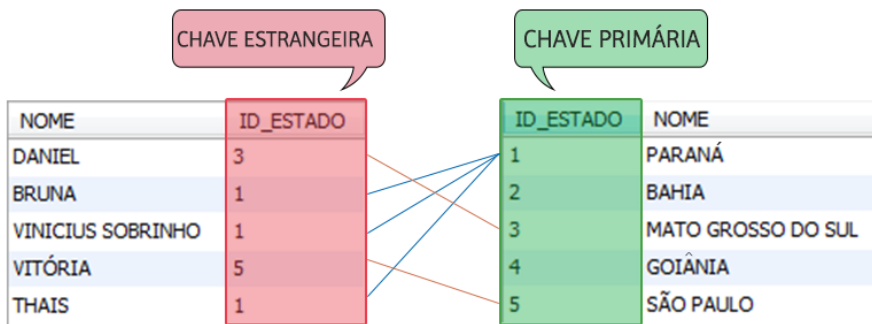 CHAVE ESTRANGEIRA
CHAVE PRIMÁRIA
NOME ID_ESTADO
DANIEL 3
BRUNA 1
VINICIUS SOBRINHO 1
VITÓRIA 5
THAIS 1
ID_ESTADO NOME
1 PARANÁ
2 BAHIA
3 MATO GROSSO DO SUL
4 GOIÂNIA
5 SÃO PAULO